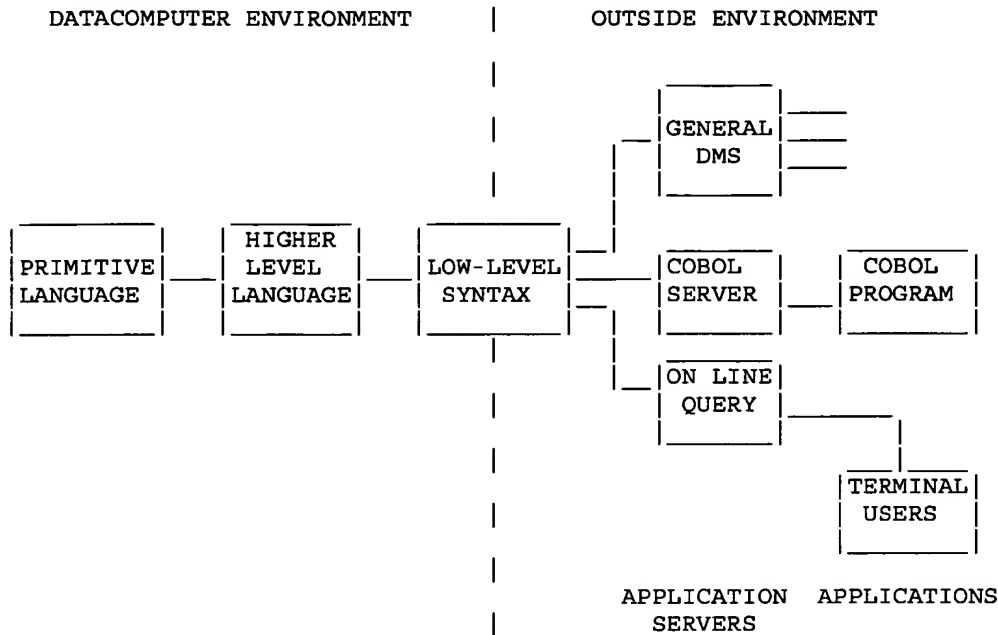 DATACOMPUTER ENVIRONMENT
OUTSIDE ENVIRONMENT
GENERAL
DMS
PRIMITIVE
LANGUAGE
HIGHER
LEVEL
LANGUAGE
LOW-LEVEL
SYNTAX
COBOL
SERVER
COBOL
PROGRAM
ON LINE
QUERY
TERMINAL
USERS
APPLICATION
SERVERS
APPLICATIONS